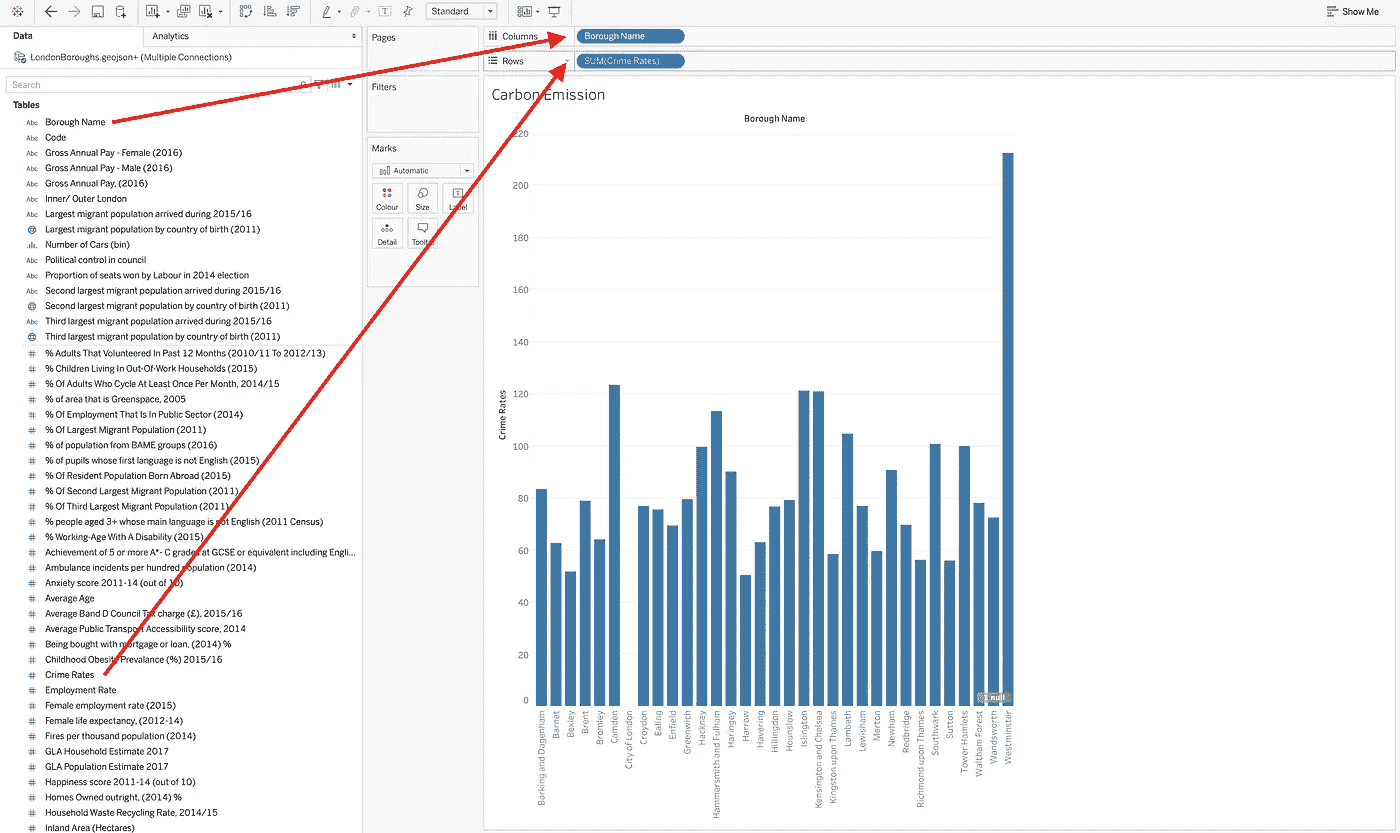 Standard
Show Me
Data
Analytics
Pages
Columns
Borough Name
LondonBoroughs.geojson+ (Multiple Connections)
Rows
SUM(Crime Rates)
Search
Filters
Carbon Emission
Tables
Borough Name
Code
Gross Annual Pay - Female (2016)
Gross Annual Pay - Male (2016)
Gross Annual Pay, (2016)
Inner/ Outer London
Largest migrant population arrived during 2015/16
Largest migrant population by country of birth (2011)
Number of Cars (bin)
Political control in council
Proportion of seats won by Labour in 2014 election
Second largest migrant population arrived during 2015/16
Second largest migrant population by country of birth (2011)
Third largest migrant population arrived during 2015/16
Third largest migrant population by country of birth (2011)
% Adults That Volunteered In Past 12 Months (2010/11 To 2012/13)
% Children Living In Out-Of-Work Households (2015)
% Of Adults Who Cycle At Least Once Per Month, 2014/15
% of area that is Greenspace, 2005
% Of Employment That Is In Public Sector (2014)
% Of Largest Migrant Population (2011)
% of population from BAME groups (2016)
% of pupils whose first language is not English (2015)
% Of Resident Population Born Abroad (2015)
% Of Second Largest Migrant Population (2011)
% Of Third Largest Migrant Population (2011)
% people aged 3+ whose main language is not English (2011 Census)
% Working-Age With A Disability (2015)
Achievement of 5 or more A*- C grades at GCSE or equivalent including Engli...
Ambulance incidents per hundred population (2014)
Anxiety score 2011-14 (out of 10)
Average Age
Average Band D Council Tax charge (£), 2015/16
Average Public Transport Accessibility score, 2014
Being bought with mortgage or loan, (2014) %
Childhood Obesity Prevalance (%) 2015/16
Crime Rates
Employment Rate
Female employment rate (2015)
Female life expectancy, (2012-14)
Fires per thousand population (2014)
GLA Household Estimate 2017
GLA Population Estimate 2017
Happiness score 2011-14 (out of 10)
Homes Owned outright, (2014) %
Household Waste Recycling Rate, 2014/15
Inland Area (Hectares)
Abc
Abc
Abc
Abc
Abc
Abc
Abc
Abc
Abc
Abc
Abc
Marks
Automatic
Colour
Size
Label
Detail
Tooltip
Borough Name
220
200
180
160
140
120
100
80
60
40
20
0
Crime Rates
1 null
Barking and Dagenham
Barnet
Bexley
Brent
Bromley
Camden
City of London
Croydon
Ealing
Enfield
Greenwich
Hackney
Hammersmith and Fulham
Haringey
Harrow
Havering
Hillingdon
Hounslow
Islington
Kensington and Chelsea
Kingston upon Thames
Lambeth
Lewisham
Merton
Newham
Redbridge
Richmond upon Thames
Southwark
Sutton
Tower Hamlets
Waltham Forest
Wandsworth
Westminster